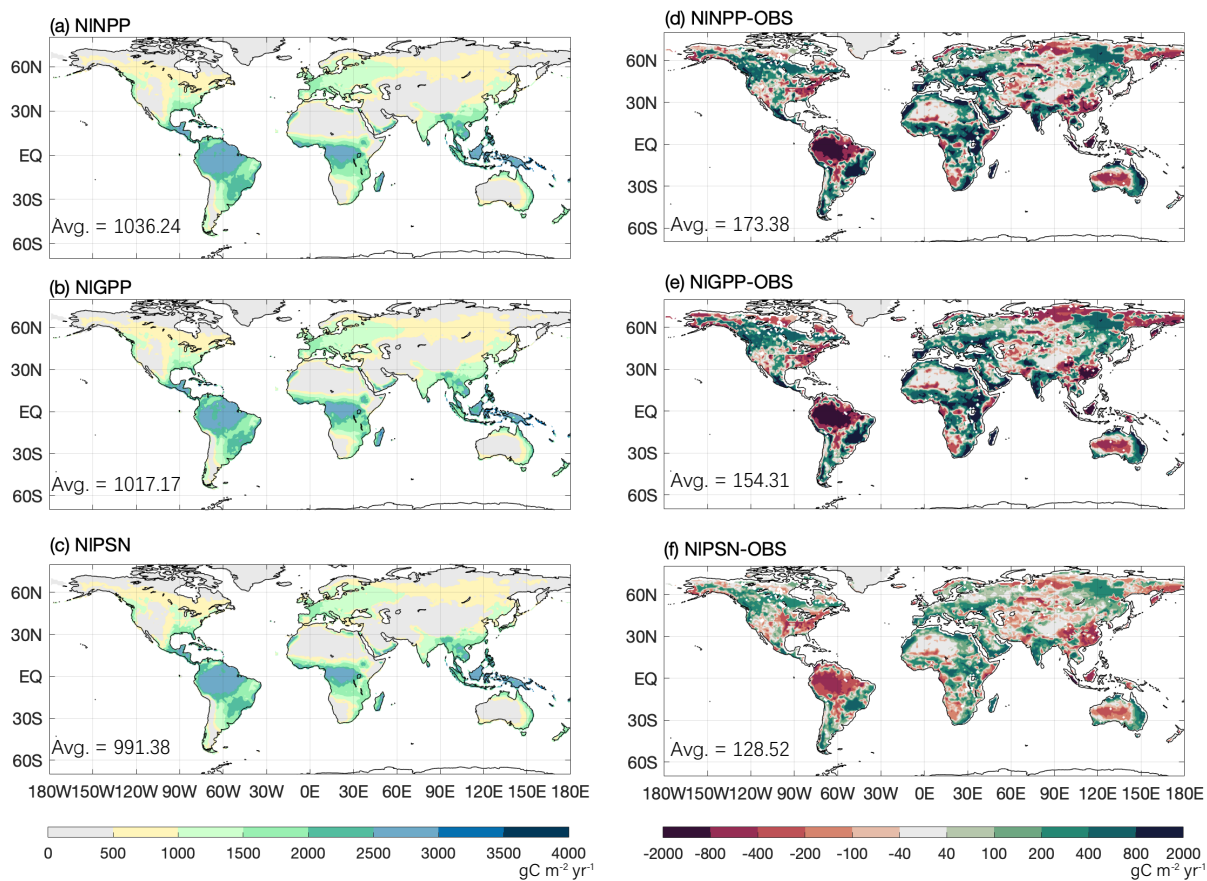 (a) NINPP
60N
30N
EQ
30S
60S
Avg. = 1036.24
(d) NINPP-OBS
60N
30N
EQ
30S
60S
Avg. = 173.38
(b) NIGPP
60N
30N
EQ
30S
60S
Avg. = 1017.17
(e) NIGPP-OBS
60N
30N
EQ
30S
60S
Avg. = 154.31
(c) NIPSN
60N
30N
EQ
30S
60S
Avg. = 991.38
180W150W120W90W 60W 30W 0E 30E 60E 90E 120E 150E 180E
(f) NIPSN-OBS
60N
30N
EQ
30S
60S
Avg. = 128.52
180W150W120W90W 60W 30W 0E 30E 60E 90E 120E 150E 180E
0 500 1000 1500 2000 2500 3000 3500 4000
gC m⁻² yr⁻¹
-2000 -800 -400 -200 -100 -40 40 100 200 400 800 2000
gC m⁻² yr⁻¹